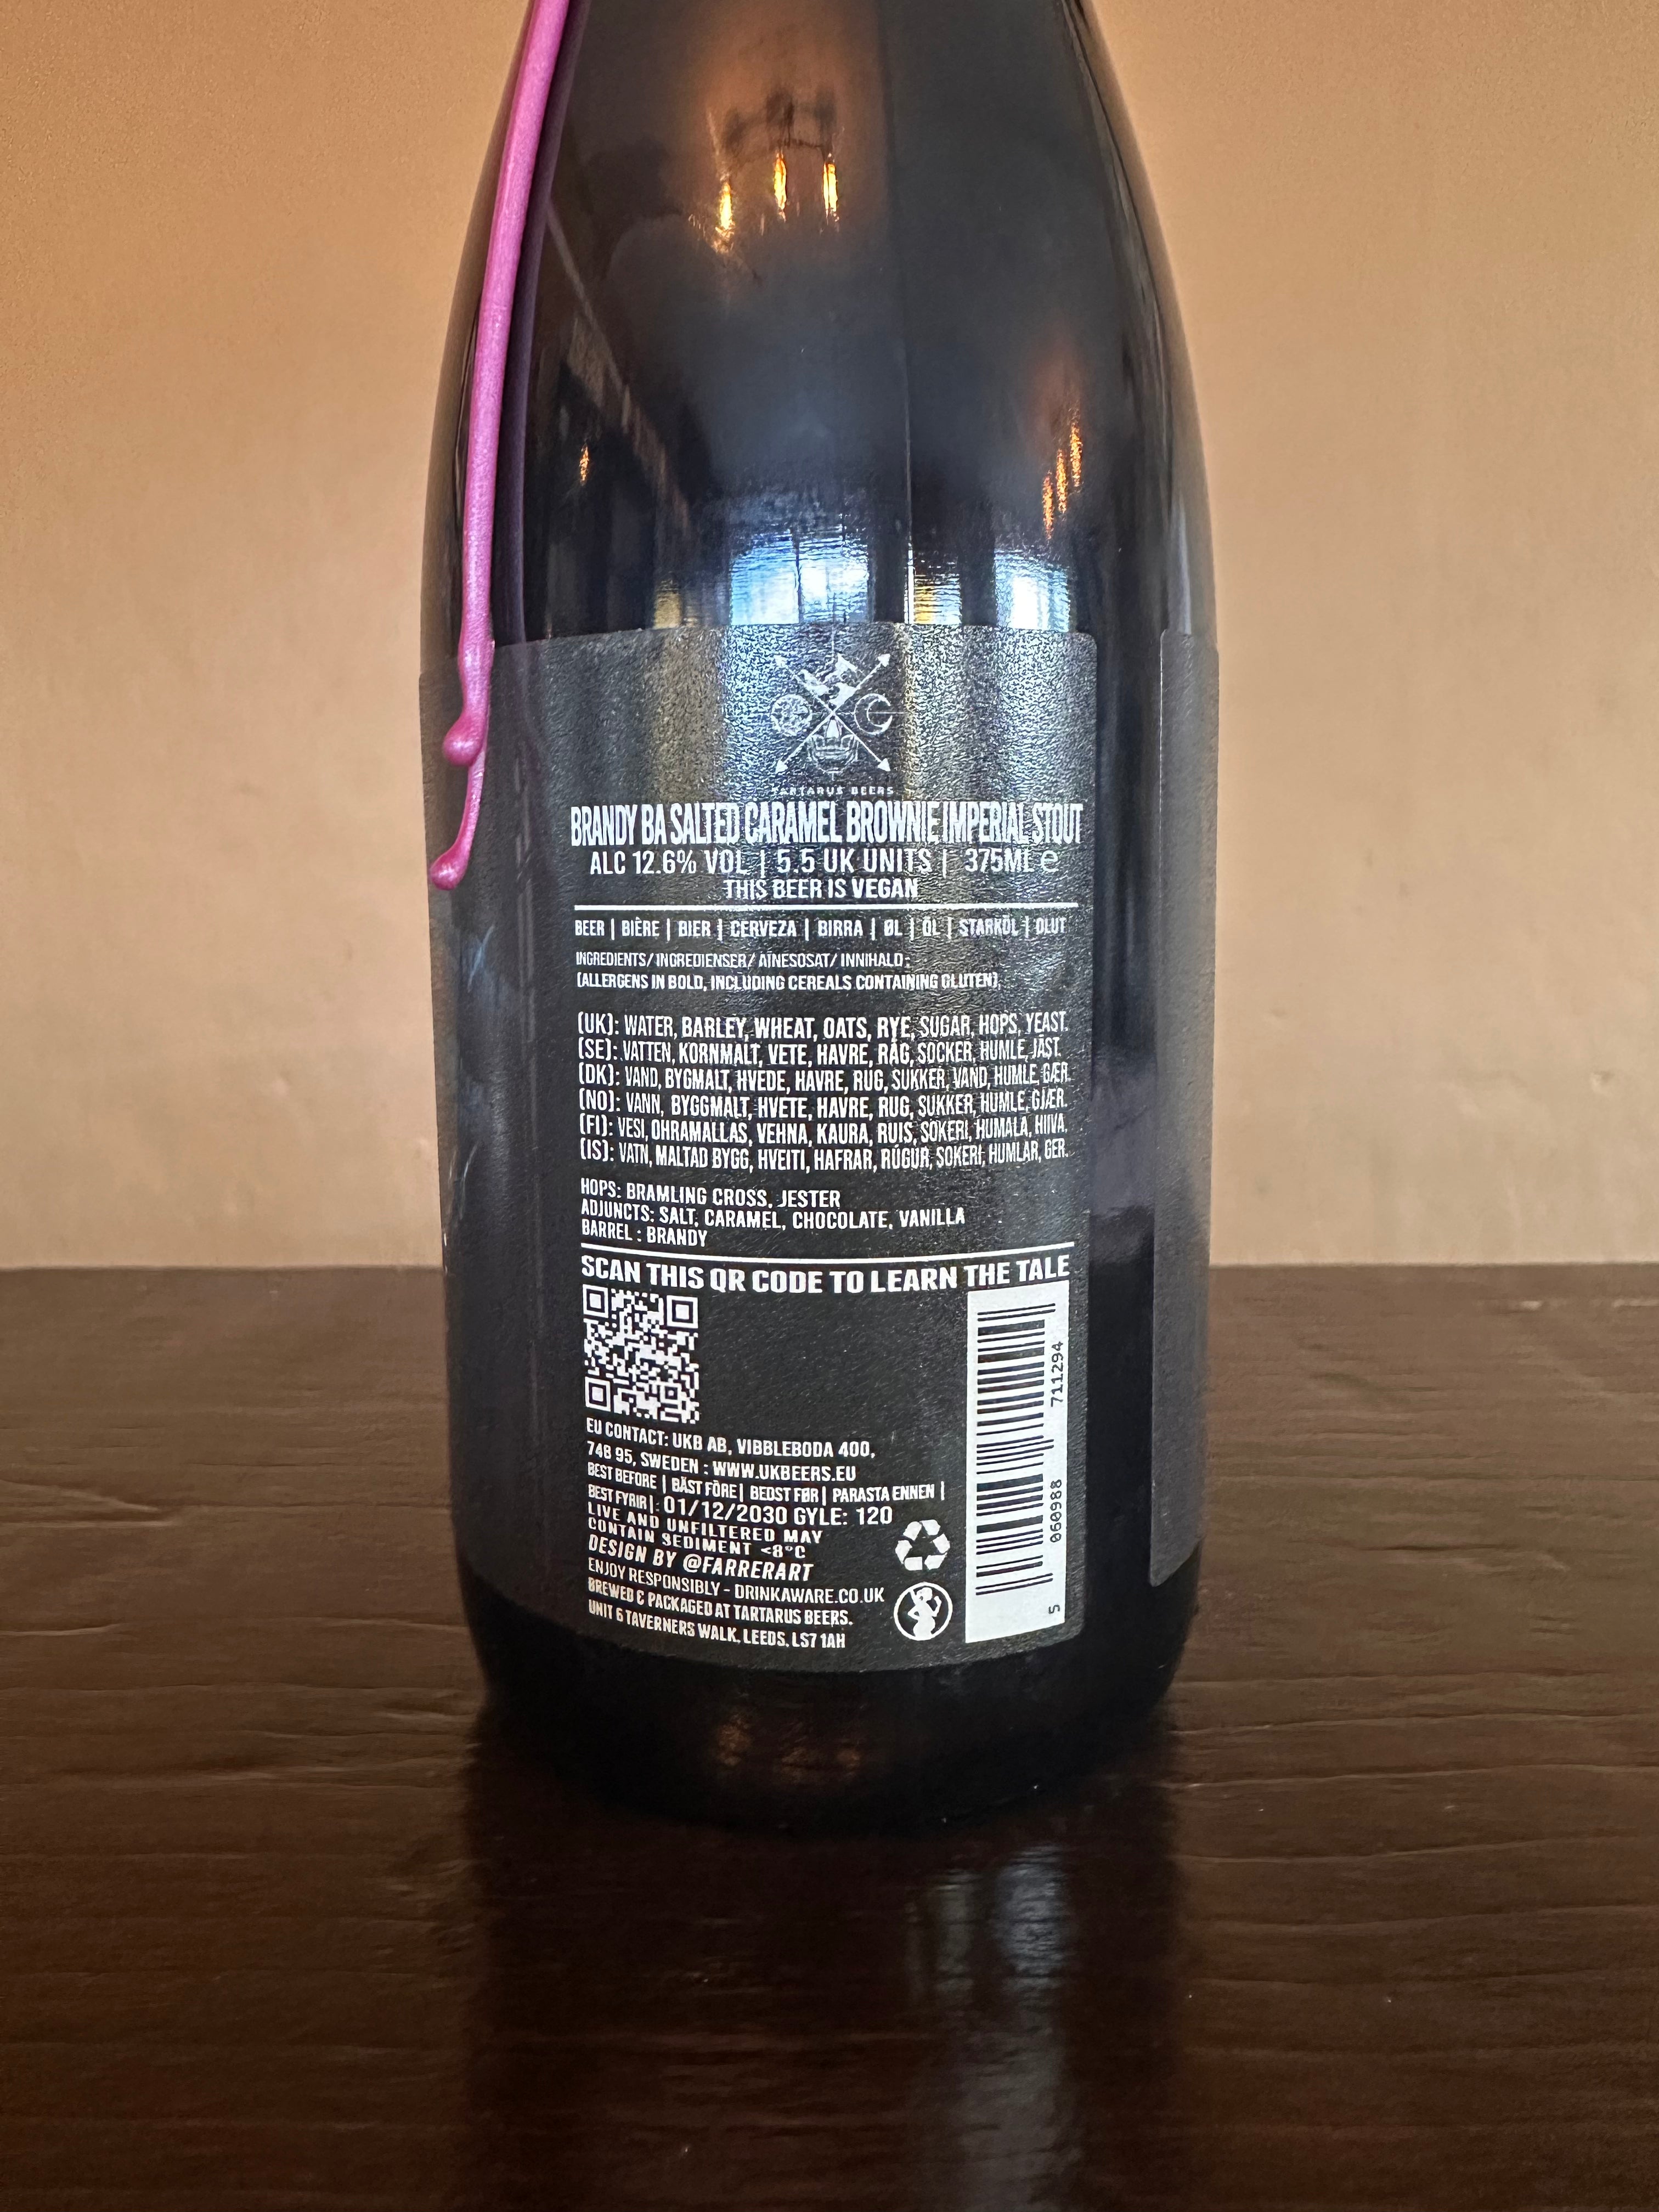 TARTARUS BEERS
BRANDY BA SALTED CARAMEL BROWNIE IMPERIAL STOUT
ALC 12.6% VOL | 5.5 UK UNITS | 375ML e
THIS BEER IS VEGAN
BEER | BIÈRE | BIER | CERVEZA | BIRRA | ØL | ÖL | STARKÖL | OLUT
INGREDIENTS/ INGREDIENSER/ AINESOSAT/ INNIHALD:
(ALLERGENS IN BOLD, INCLUDING CEREALS CONTAINING GLUTEN).
(UK): WATER, BARLEY, WHEAT, OATS, RYE, SUGAR, HOPS, YEAST.
(SE): VATTEN, KORNMALT, VETE, HAVRE, RÅG, SOCKER, HUMLE, JÄST.
(DK): VAND, BYGMALT, HVEDE, HAVRE, RUG, SUKKER, VAND, HUMLE, GÆR.
(NO): VANN, BYGGMALT, HVETE, HAVRE, RUG, SUKKER, HUMLE, GJÆR.
(FI): VESI, OHRAMALLAS, VEHNA, KAURA, RUIS, SOKERI, HUMALA, HIIVA.
(IS): VATN, MALTAD BYGG, HVEITI, HAFRAR, RÚGUR, SOKERI, HUMLAR, GER.
HOPS: BRAMLING CROSS, JESTER
ADJUNCTS: SALT, CARAMEL, CHOCOLATE, VANILLA
BARREL : BRANDY
SCAN THIS QR CODE TO LEARN THE TALE
EU CONTACT: UKB AB, VIBBLEBODA 400,
748 95, SWEDEN : WWW.UKBEERS.EU
BEST BEFORE | BÄST FÖRE | BEDST FØR | PARASTA ENNEN |
BEST FYRIR |: 01/12/2030 GYLE: 120
LIVE AND UNFILTERED MAY
CONTAIN SEDIMENT <8°C
DESIGN BY @FARRERART
ENJOY RESPONSIBLY - DRINKAWARE.CO.UK
BREWED & PACKAGED AT TARTARUS BEERS.
UNIT 6 TAVERNERS WALK, LEEDS, LS7 1AH
5 060988 711294